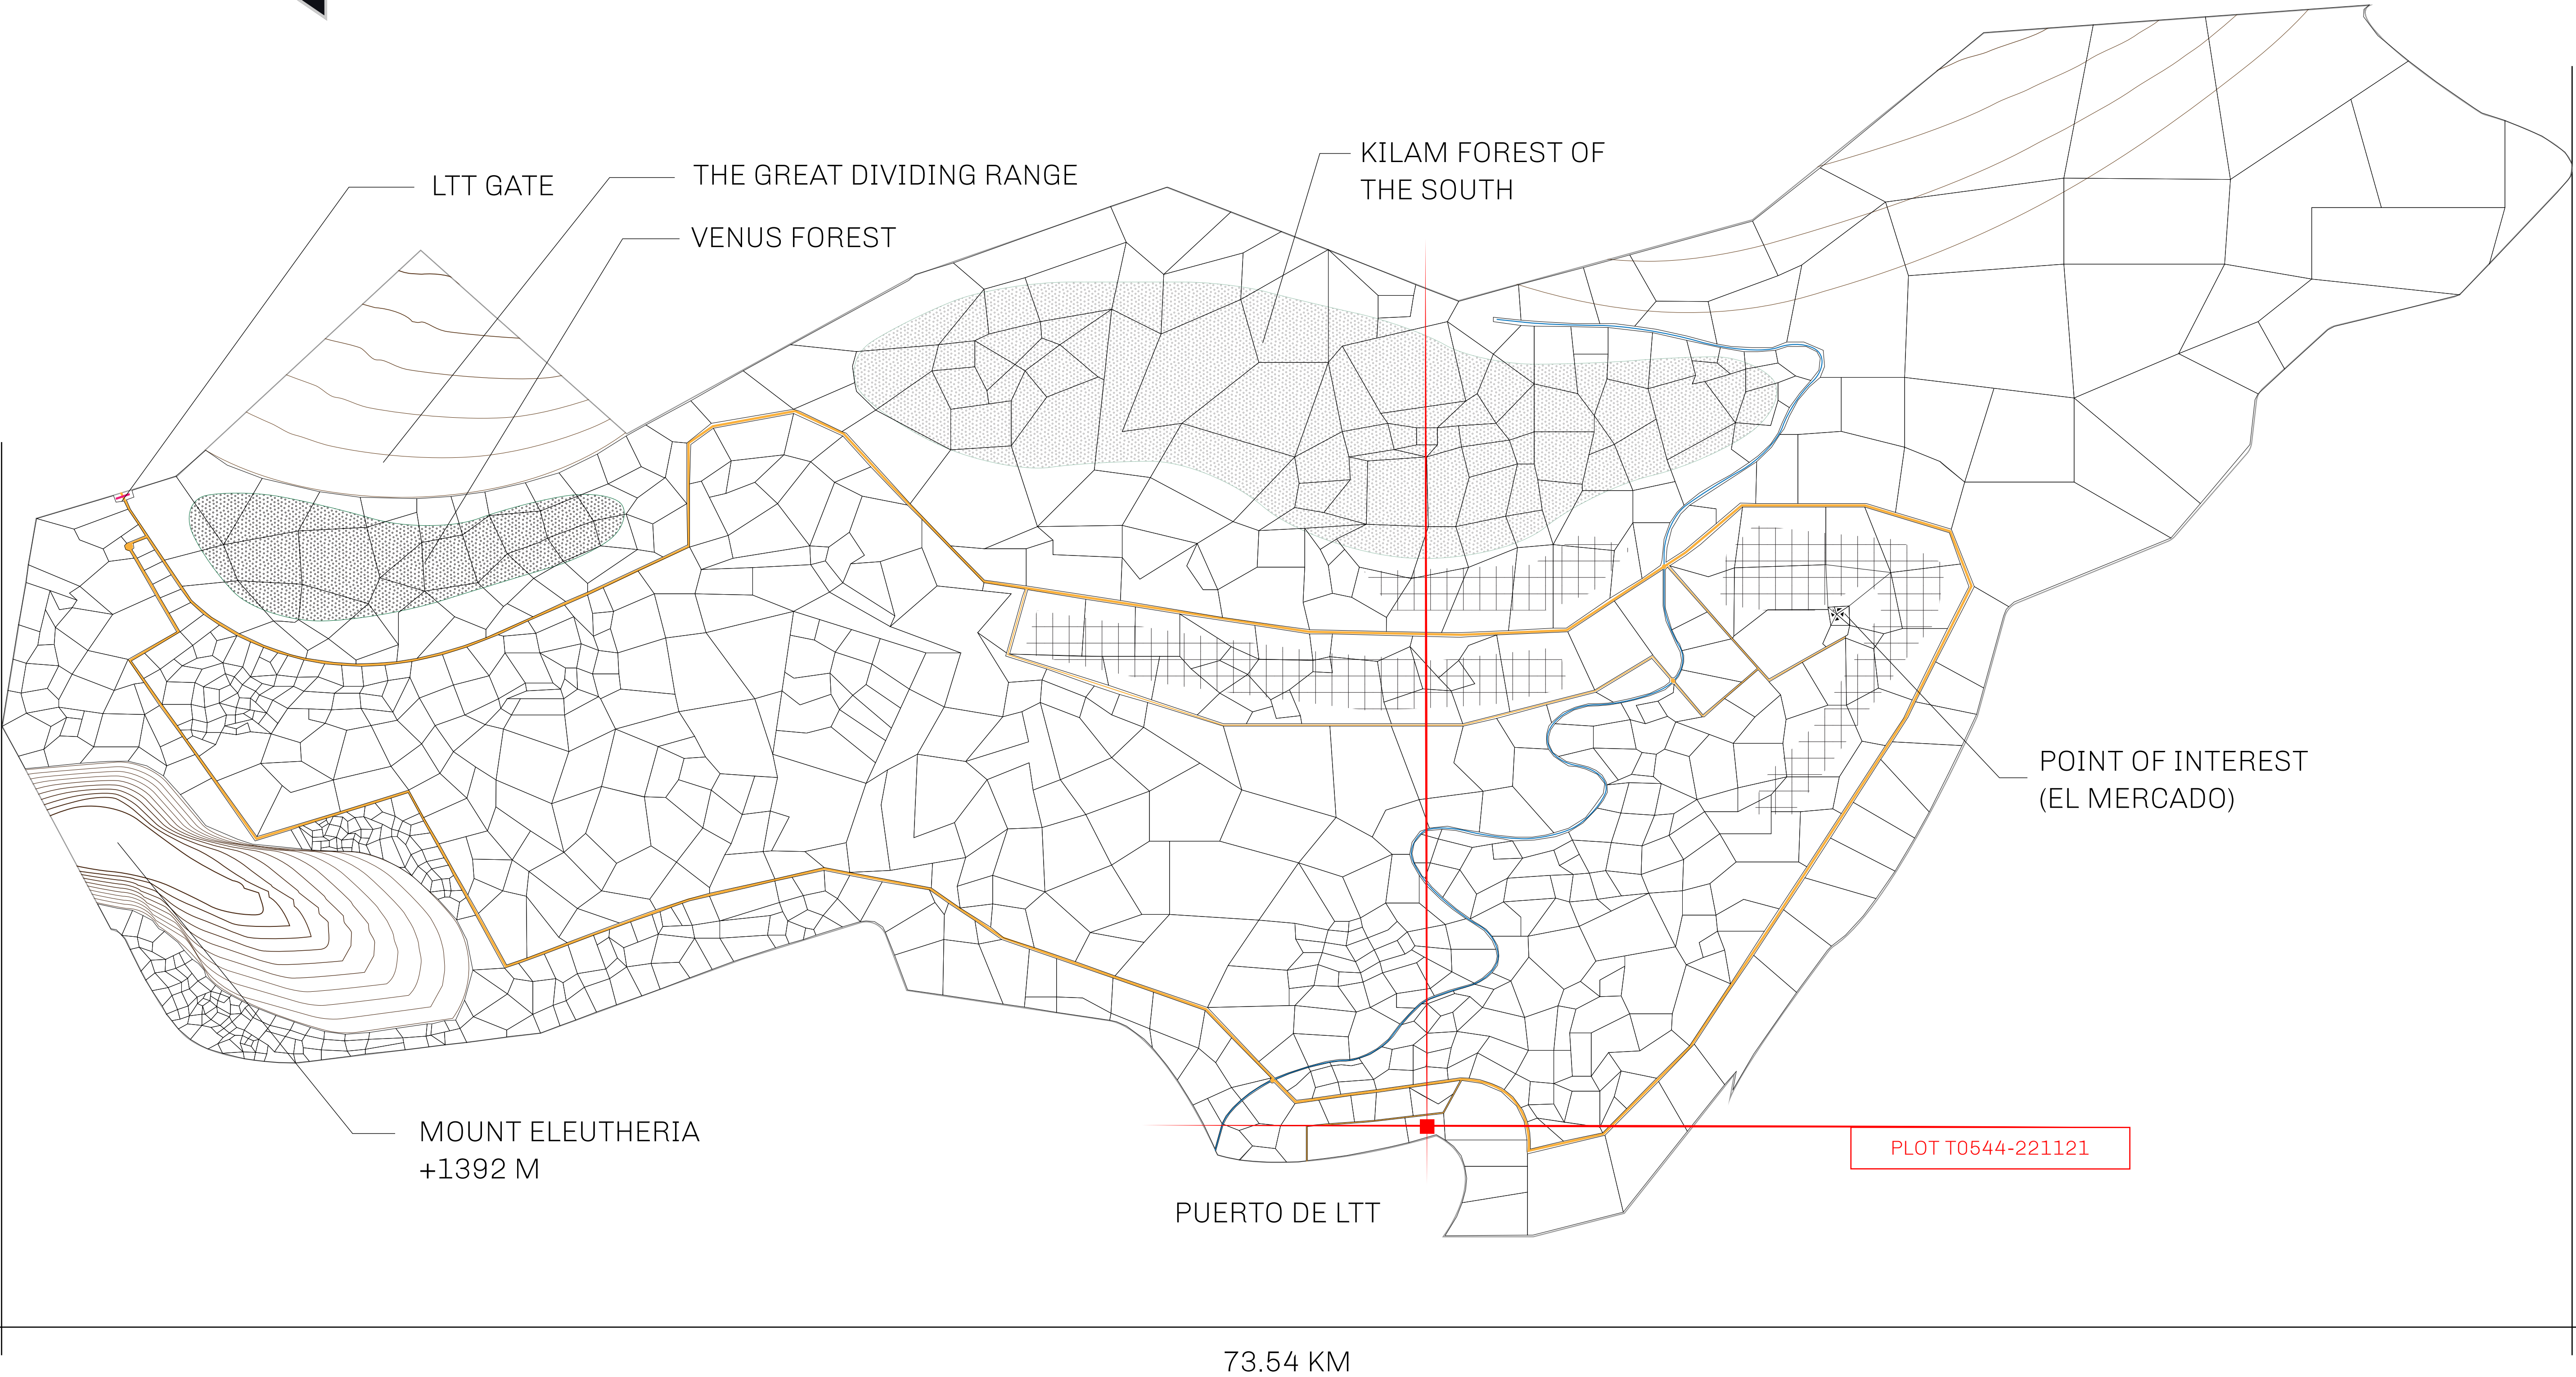 KILAM FOREST OF
THE SOUTH
LTT GATE
THE GREAT DIVIDING RANGE
VENUS FOREST
POINT OF INTEREST
(EL MERCADO)
MOUNT ELEUTHERIA
+1392 M
PLOT T0544-221121
PUERTO DE LTT
73.54 KM